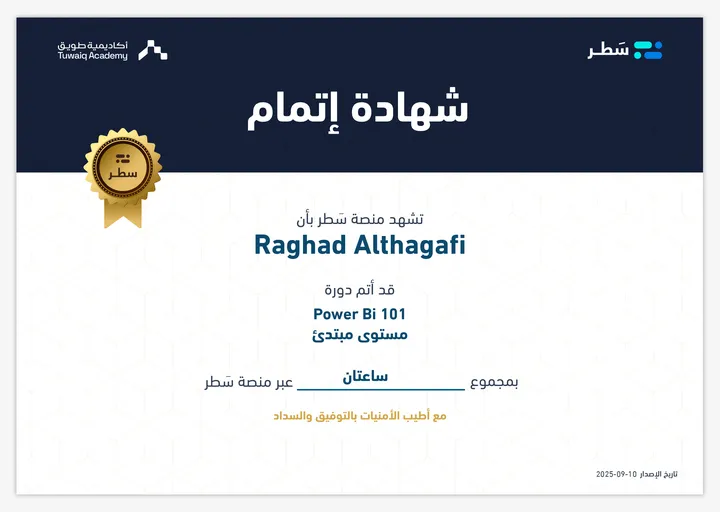 سَطر
أكاديمية طويق
Tuwaiq Academy
شهادة إتمام
سطر
تشهد منصة سَطر بأن
Raghad Althagafi
قد أتم دورة
Power Bi 101
مستوى مبتدئ
بمجموع ساعتان عبر منصة سَطر
مع أطيب الأمنيات بالتوفيق والسداد
تاريخ الإصدار 10-09-2025